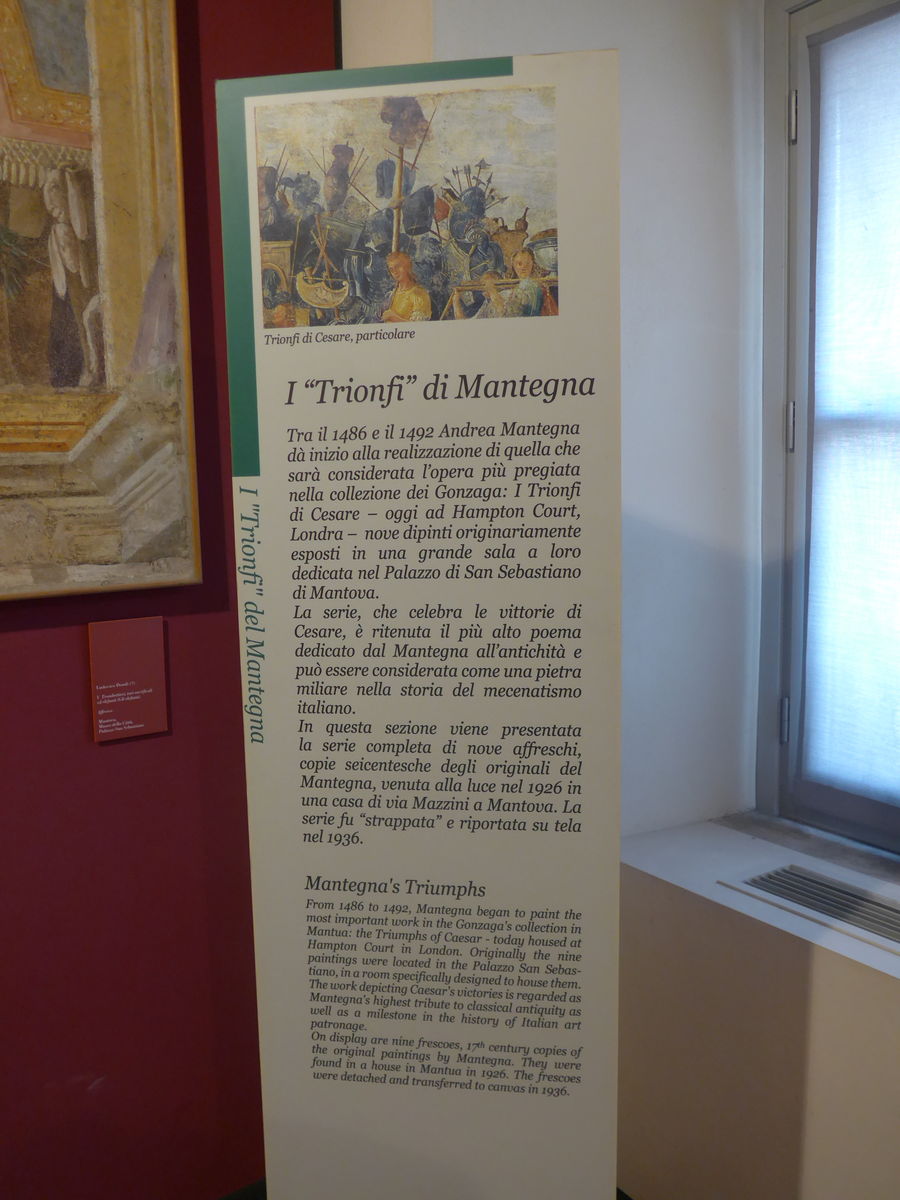 Trionfi di Cesare, particolare
I “Trionfi” di Mantegna
Tra il 1486 e il 1492 Andrea Mantegna
dà inizio alla realizzazione di quella che
sarà considerata l’opera più pregiata
nella collezione dei Gonzaga: I Trionfi
di Cesare – oggi ad Hampton Court,
Londra – nove dipinti originariamente
esposti in una grande sala a loro
dedicata nel Palazzo di San Sebastiano
di Mantova.
La serie, che celebra le vittorie di
Cesare, è ritenuta il più alto poema
dedicato dal Mantegna all’antichità e
può essere considerata come una pietra
miliare nella storia del mecenatismo
italiano.
In questa sezione viene presentata
la serie completa di nove affreschi,
copie seicentesche degli originali del
Mantegna, venuta alla luce nel 1926 in
una casa di via Mazzini a Mantova. La
serie fu “strappata” e riportata su tela
nel 1936.
Mantegna's Triumphs
From 1486 to 1492, Mantegna began to paint the
most important work in the Gonzaga's collection in
Mantua: the Triumphs of Caesar - today housed at
Hampton Court in London. Originally the nine
paintings were located in the Palazzo San Sebas-
tiano, in a room specifically designed to house them.
The work depicting Caesar's victories is regarded as
Mantegna's highest tribute to classical antiquity as
well as a milestone in the history of Italian art
patronage.
On display are nine frescoes, 17th century copies of
the original paintings by Mantegna. They were
found in a house in Mantua in 1926. The frescoes
were detached and transferred to canvas in 1936.
I "Trionfi" del Mantegna
Mantova,
Museo della Città,
Palazzo San Sebastiano